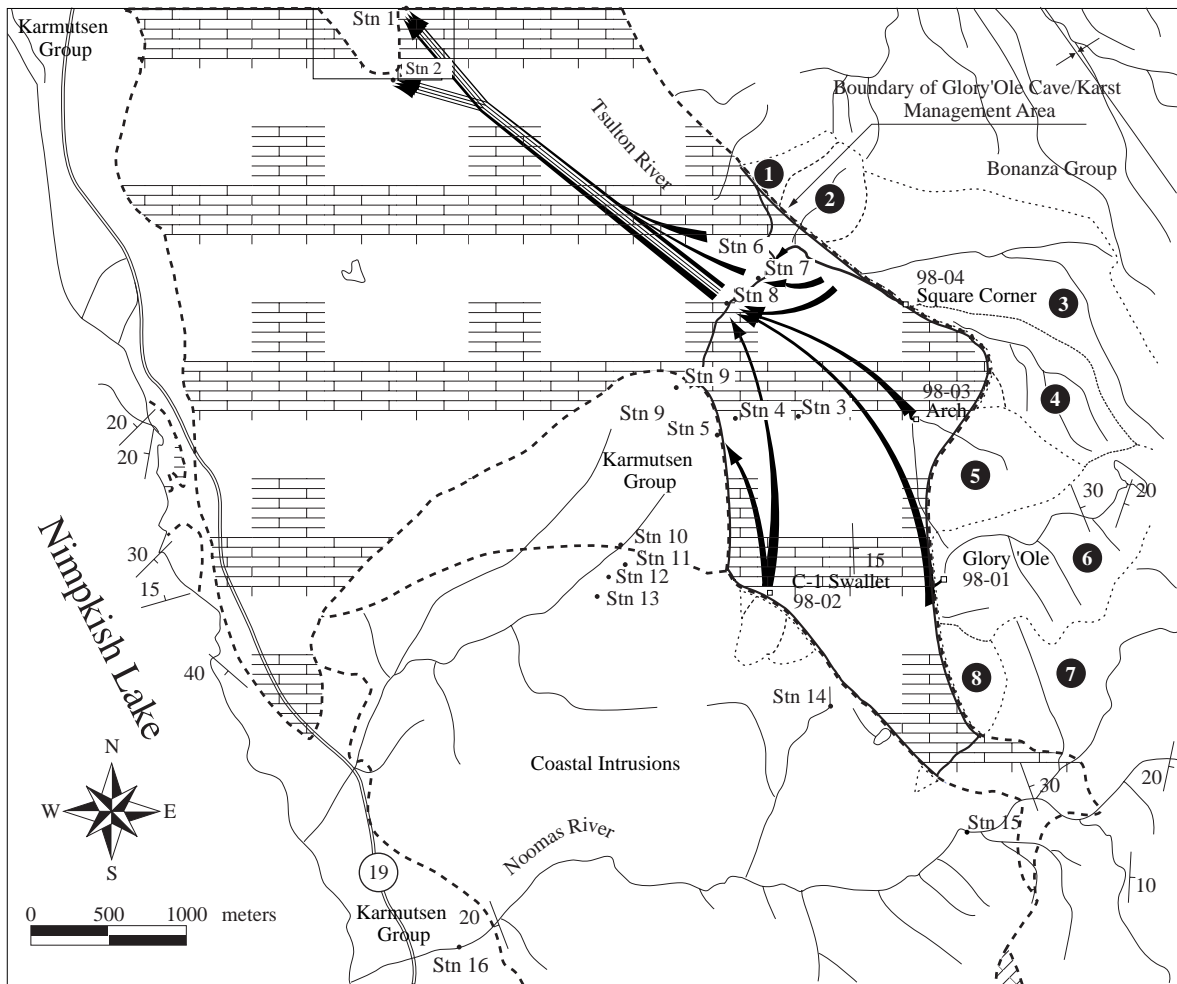 Karmutsen
Group
Stn 1
Stn 2
Tsulton River
Boundary of Glory'Ole Cave/Karst
Management Area
Bonanza Group
1
2
Stn 6
Stn 7
Stn 8
98-04
Square Corner
3
Stn 9
98-03
Arch
4
Stn 9
Stn 4
Stn 3
Stn 5
20
20
Karmutsen
Group
5
30
20
Nimpkish Lake
Stn 10
Stn 11
Stn 12
Stn 13
30
15
15
C-1 Swallet
98-02
Glory 'Ole
98-01
6
40
Stn 14
8
7
N
W
E
S
Coastal Intrusions
30
20
Noomas River
Stn 15
19
10
0
500
1000
meters
Karmutsen
Group
20
Stn 16